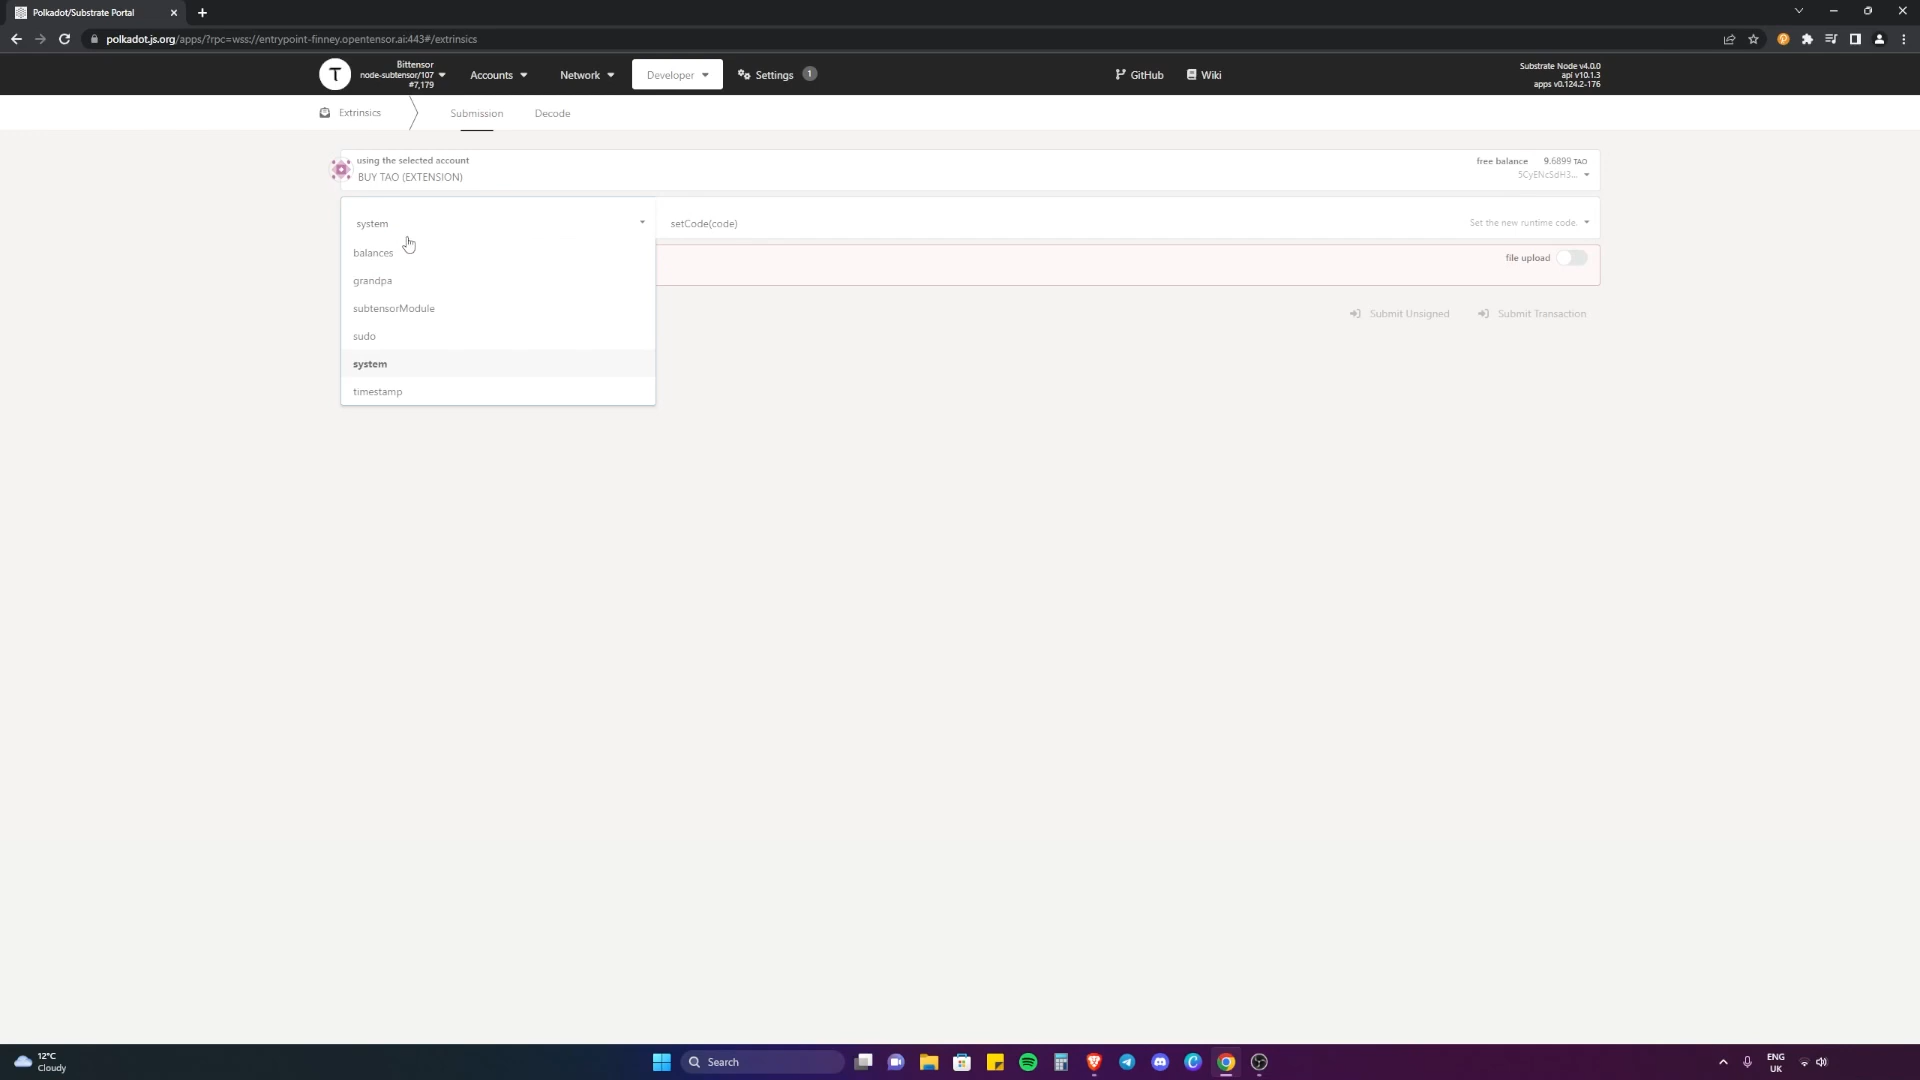 Polkadot/Substrate Portal
polkadot.js.org/apps/?rpc=wss://entrypoint-finney.opentensor.ai:443#/extrinsics
T
Bittensor
node-subtensor/107
#7,179
Accounts
Network
Developer
Settings
1
GitHub
Wiki
Substrate Node v4.0.0
api v10.1.3
apps v0.124.2-176
Extrinsics
Submission
Decode
using the selected account
BUY TAO (EXTENSION)
free balance 9.6899 TAO
5CyENcSdH3...
system
setCode(code)
Set the new runtime code.
balances
file upload
grandpa
subtensorModule
Submit Unsigned
Submit Transaction
sudo
system
timestamp
12°C
Cloudy
Search
ENG
UK